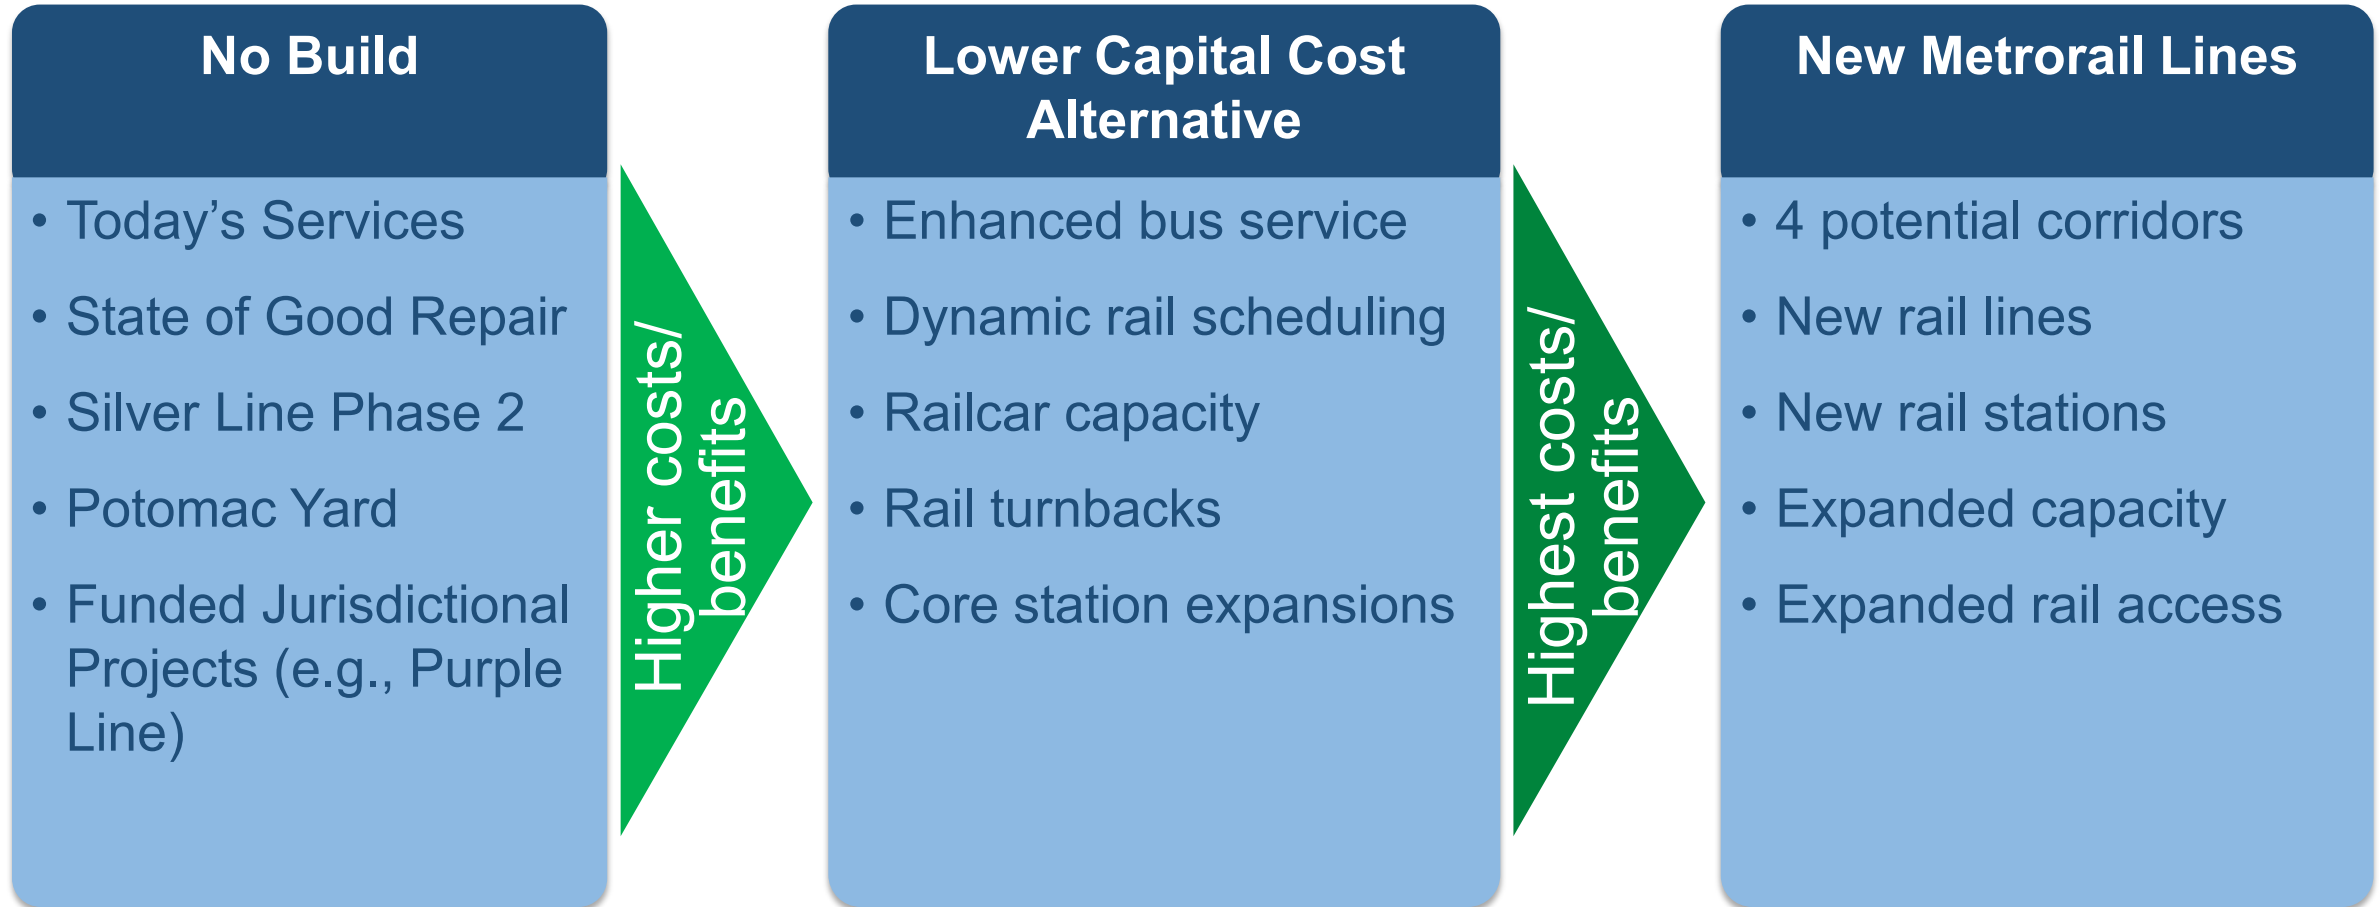 No Build
• Today’s Services
• State of Good Repair
• Silver Line Phase 2
• Potomac Yard
• Funded Jurisdictional
Projects (e.g., Purple
Line)
Higher costs/
benefits
Lower Capital Cost
Alternative
• Enhanced bus service
• Dynamic rail scheduling
• Railcar capacity
• Rail turnbacks
• Core station expansions
Highest costs/
benefits
New Metrorail Lines
• 4 potential corridors
• New rail lines
• New rail stations
• Expanded capacity
• Expanded rail access